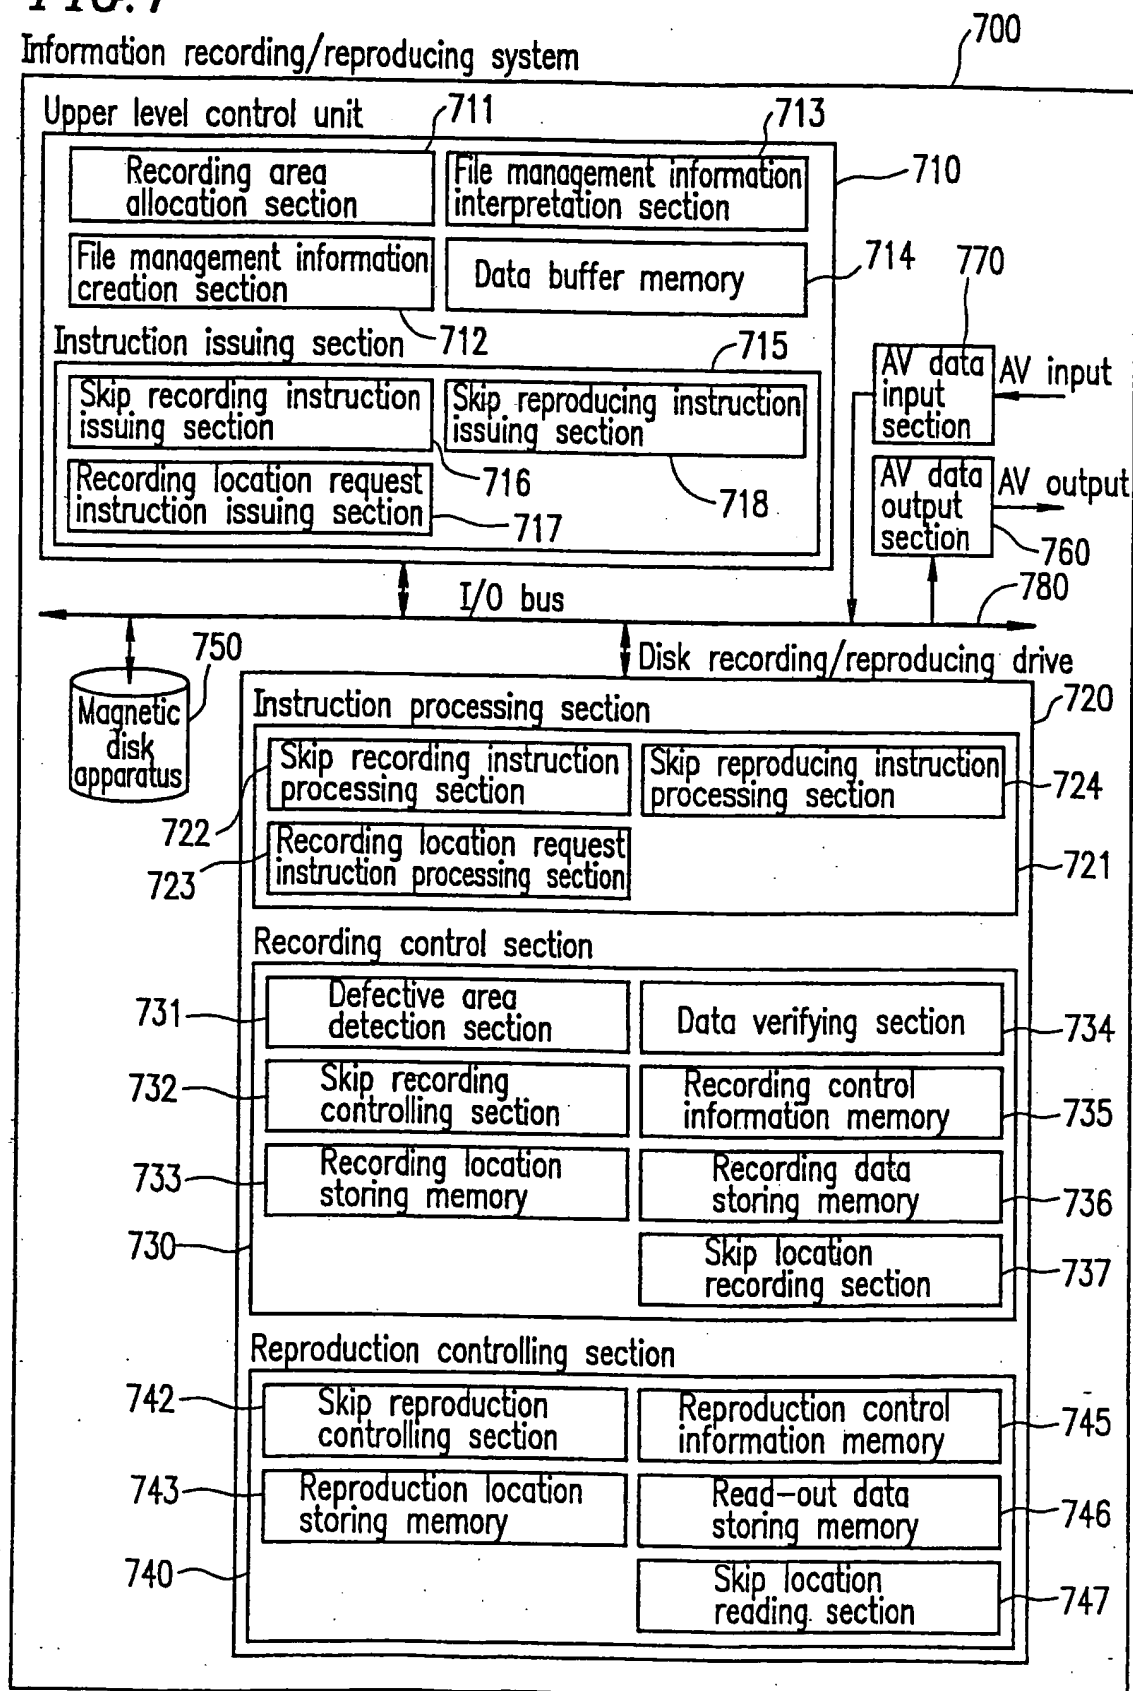 FIG.7
700
Information recording/reproducing system
Upper level control unit
711
713
710
Recording area
allocation section
File management information
interpretation section
File management information
creation section
Data buffer memory
714
712
770
Instruction issuing section
715
AV data
input
section
AV input
Skip recording instruction
issuing section
Skip reproducing instruction
issuing section
716
718
Recording location request
instruction issuing section
717
AV data
output
section
AV output
760
I/O bus
780
750
Magnetic
disk
apparatus
Disk recording/reproducing drive
720
Instruction processing section
Skip recording instruction
processing section
Skip reproducing instruction
processing section
722
724
Recording location request
instruction processing section
723
721
Recording control section
731
Defective area
detection section
Data verifying section
734
732
Skip recording
controlling section
Recording control
information memory
735
733
Recording location
storing memory
Recording data
storing memory
736
730
Skip location
recording section
737
Reproduction controlling section
742
Skip reproduction
controlling section
Reproduction control
information memory
745
743
Reproduction location
storing memory
Read-out data
storing memory
746
740
Skip location
reading section
747